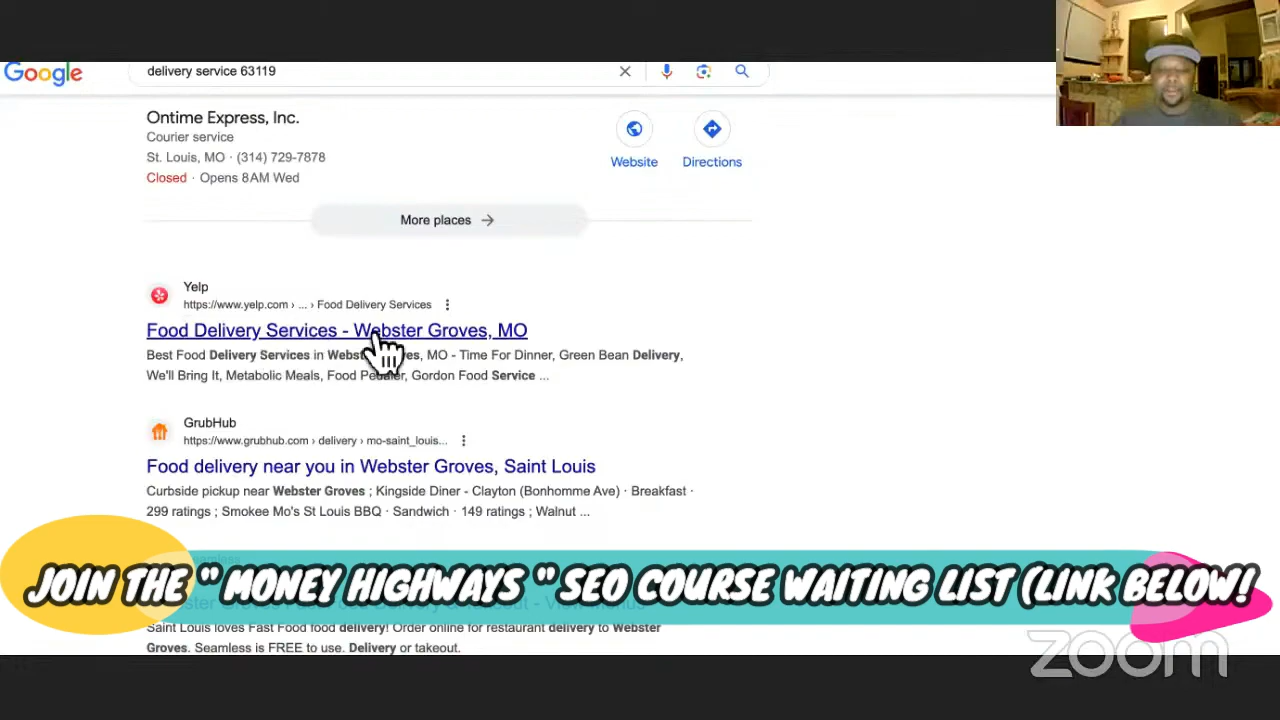 Google
delivery service 63119
Ontime Express, Inc.
Courier service
St. Louis, MO · (314) 729-7878
Closed · Opens 8 AM Wed
Website
Directions
More places
Yelp
https://www.yelp.com › ... › Food Delivery Services
Food Delivery Services - Webster Groves, MO
Best Food Delivery Services in Webster Groves, MO - Time For Dinner, Green Bean Delivery,
We'll Bring It, Metabolic Meals, Food Pedaler, Gordon Food Service ...
GrubHub
https://www.grubhub.com › delivery › mo-saint_louis...
Food delivery near you in Webster Groves, Saint Louis
Curbside pickup near Webster Groves ; Kingside Diner - Clayton (Bonhomme Ave) · Breakfast ·
299 ratings ; Smokee Mo's St Louis BBQ · Sandwich · 149 ratings ; Walnut ...
JOIN THE " MONEY HIGHWAYS " SEO COURSE WAITING LIST (LINK BELOW!
Saint Louis loves Fast Food food delivery! Order online for restaurant delivery to Webster
Groves. Seamless is FREE to use. Delivery or takeout.
zoom